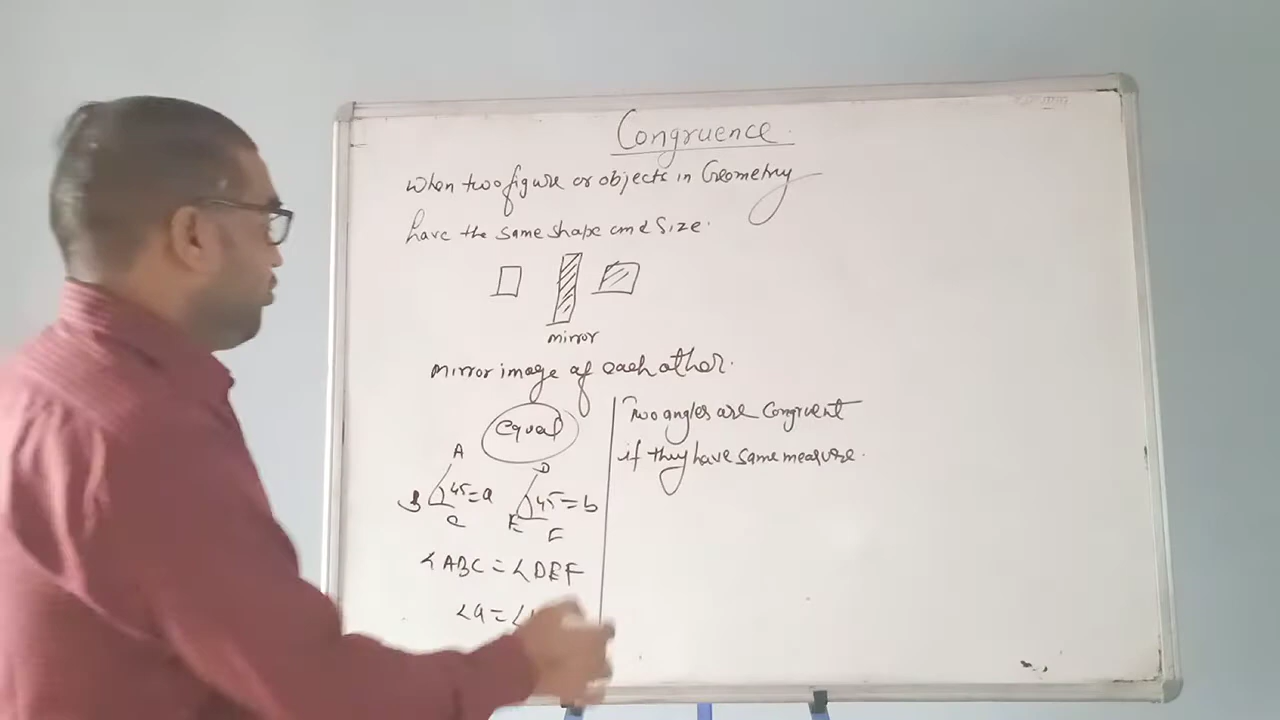 Congruence.
When two figure or objects in Geometry
have the same shape and size.
mirror
mirror image of each other.
equal
A
B 45=a
C
D
E 45=b
F
∠ABC=∠DEF
∠a=∠
Two angles are congruent
if they have same measure.